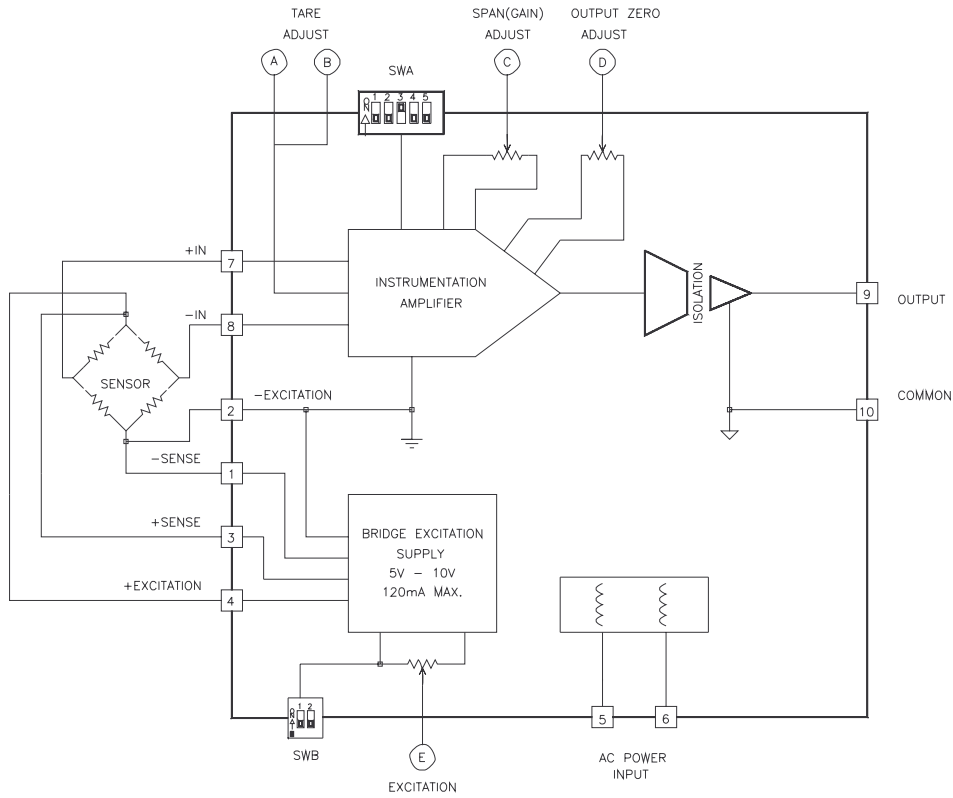 TARE
ADJUST
SPAN(GAIN)
ADJUST
OUTPUT ZERO
ADJUST
A
B
C
D
SWA
ON
1 2 3 4 5
+IN
7
−IN
8
INSTRUMENTATION
AMPLIFIER
ISOLATION
9
OUTPUT
SENSOR
2
−EXCITATION
COMMON
10
−SENSE
1
+SENSE
3
+EXCITATION
4
BRIDGE EXCITATION
SUPPLY
5V − 10V
120mA MAX.
ON
1 2
SWB
E
EXCITATION
5
6
AC POWER
INPUT